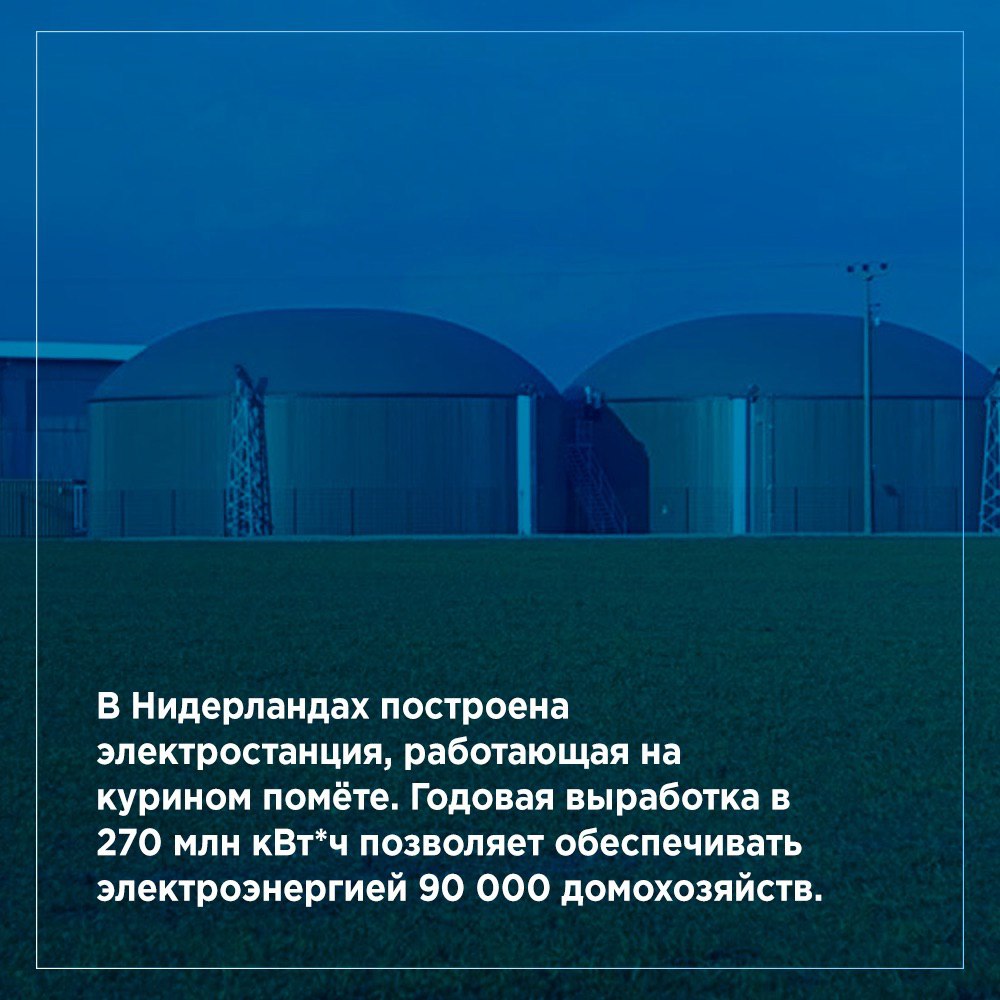 В Нидерландах построена
электростанция, работающая на
курином помёте. Годовая выработка в
270 млн кВт*ч позволяет обеспечивать
электроэнергией 90 000 домохозяйств.